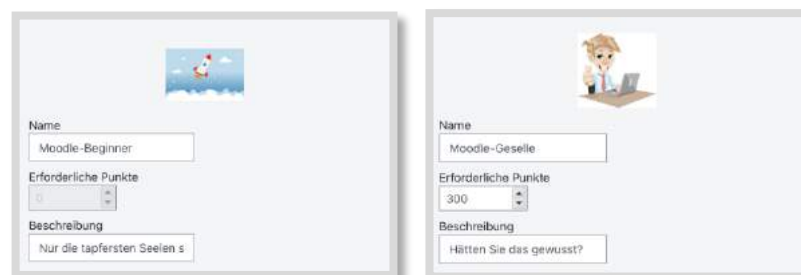 Name
Moodle-Beginner
Erforderliche Punkte
0
Beschreibung
Nur die tapfersten Seelen s
Name
Moodle-Geselle
Erforderliche Punkte
300
Beschreibung
Hätten Sie das gewusst?